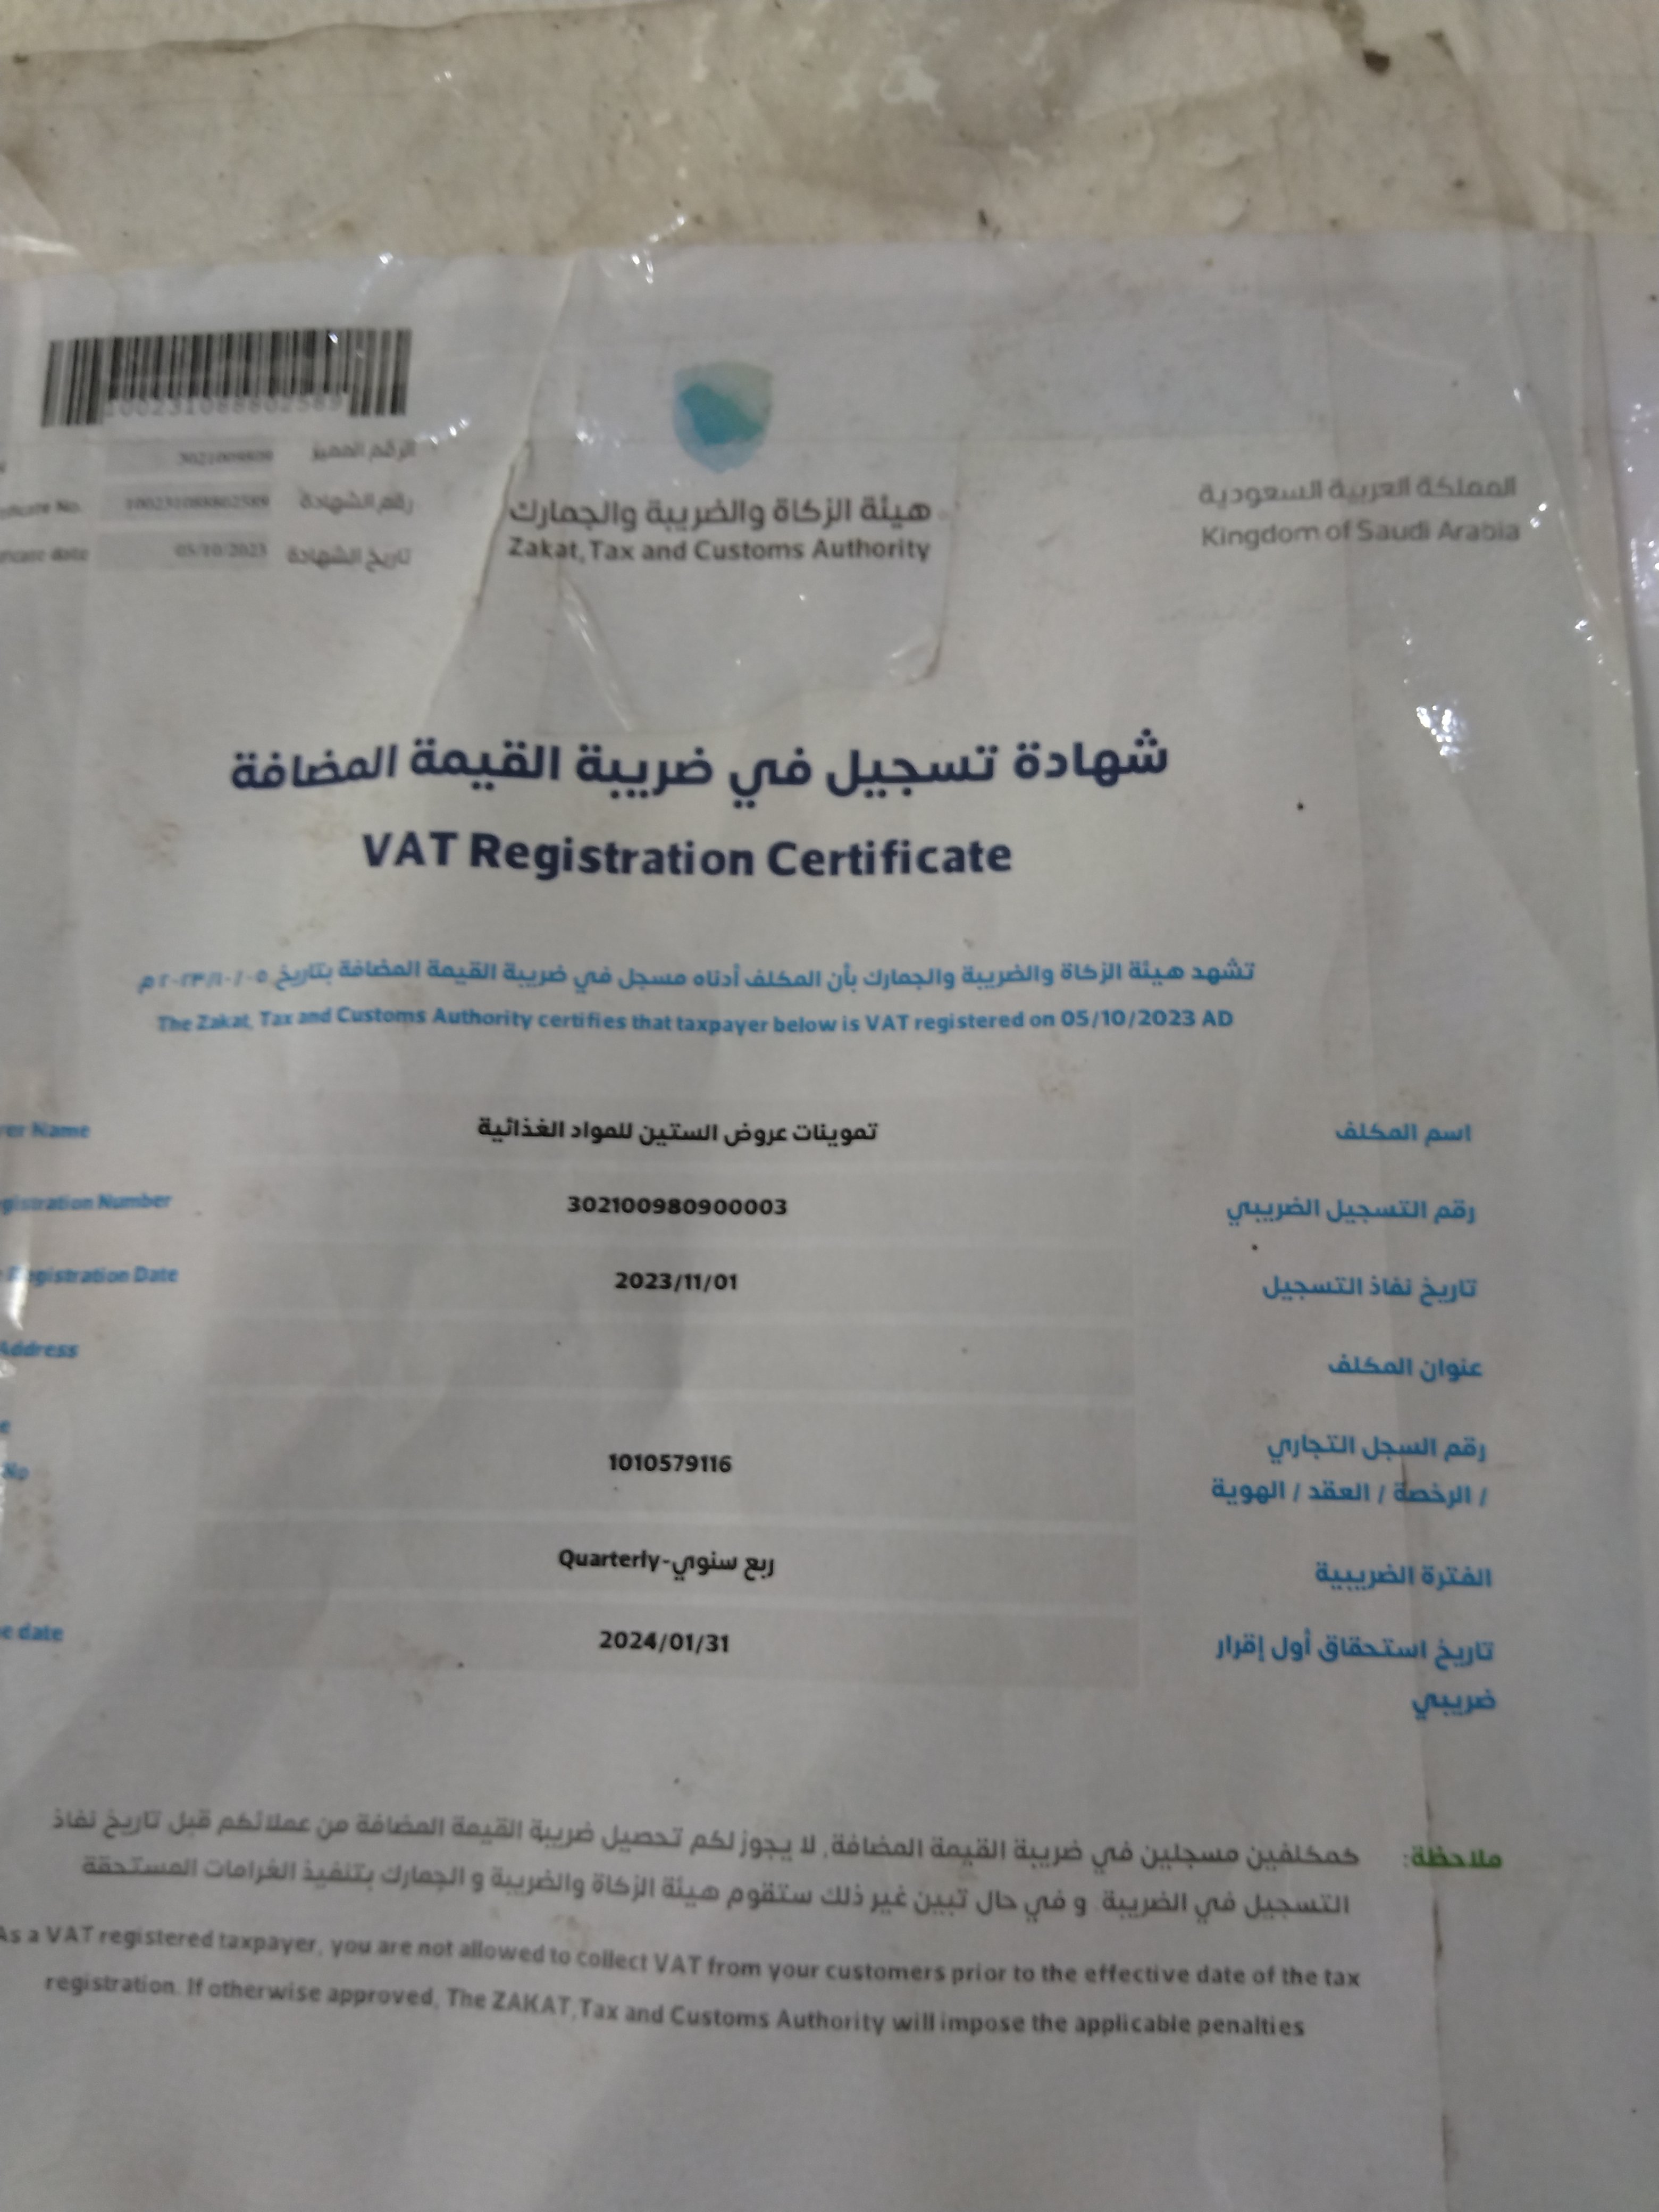 100231088802589
الرقم المميز 3021009809
رقم الشهادة 100231088802589
تاريخ الشهادة 05/10/2023
هيئة الزكاة والضريبة والجمارك
Zakat, Tax and Customs Authority
المملكة العربية السعودية
Kingdom of Saudi Arabia
شهادة تسجيل في ضريبة القيمة المضافة
VAT Registration Certificate
تشهد هيئة الزكاة والضريبة والجمارك بأن المكلف أدناه مسجل في ضريبة القيمة المضافة بتاريخ ٢٠٢٣/١٠/٠٥ م
The Zakat, Tax and Customs Authority certifies that taxpayer below is VAT registered on 05/10/2023 AD
اسم المكلف تموينات عروض الستين للمواد الغذائية Name
رقم التسجيل الضريبي 302100980900003 Number
تاريخ نفاذ التسجيل 2023/11/01 Registration Date
عنوان المكلف Address
رقم السجل التجاري
/ الرخصة / العقد / الهوية 1010579116 No
الفترة الضريبية ربع سنوي-Quarterly
تاريخ استحقاق أول إقرار 2024/01/31 date
ضريبي
ملاحظة: كمكلفين مسجلين في ضريبة القيمة المضافة, لا يجوز لكم تحصيل ضريبة القيمة المضافة من عملائكم قبل تاريخ نفاذ
التسجيل في الضريبة و في حال تبين غير ذلك ستقوم هيئة الزكاة والضريبة و الجمارك بتنفيذ الغرامات المستحقة
As a VAT registered taxpayer, you are not allowed to collect VAT from your customers prior to the effective date of the tax
registration. If otherwise approved, The ZAKAT,Tax and Customs Authority will impose the applicable penalties